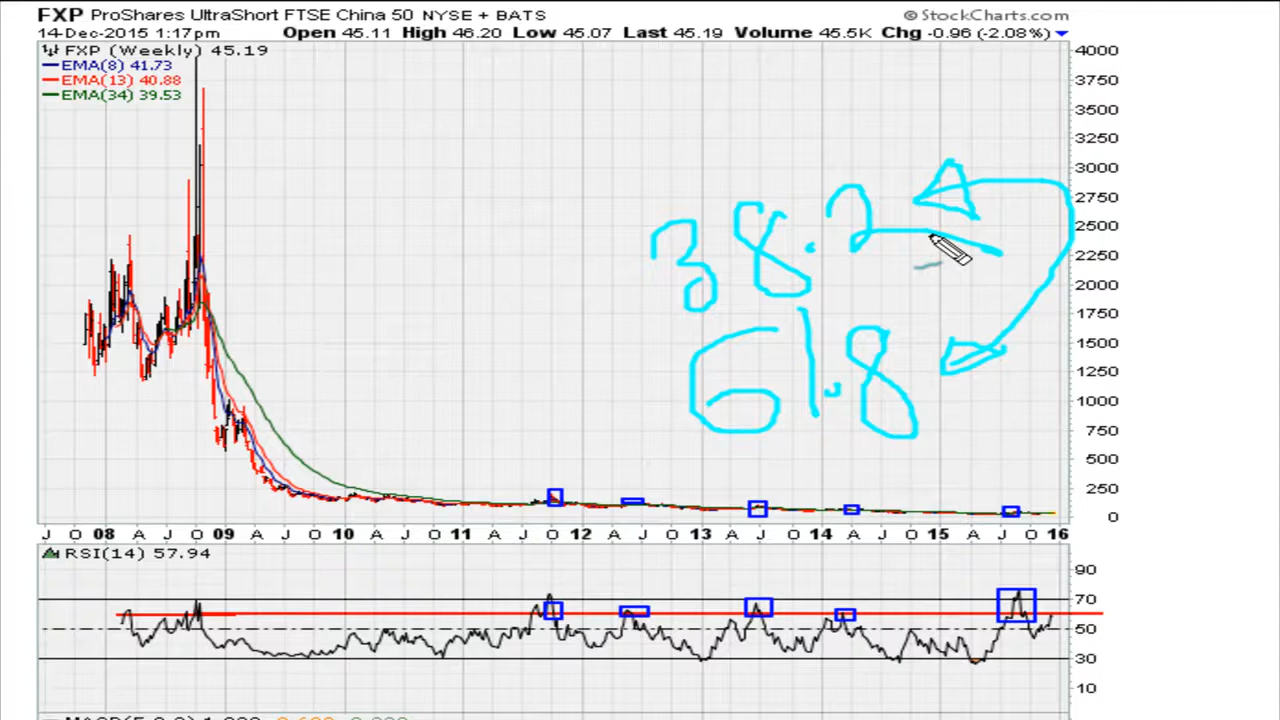 FXP ProShares UltraShort FTSE China 50 NYSE + BATS
© StockCharts.com
14-Dec-2015 1:17pm
Open 45.11 High 46.20 Low 45.07 Last 45.19 Volume 45.5K Chg -0.96 (-2.08%)
FXP (Weekly) 45.19
EMA(8) 41.73
EMA(13) 40.88
EMA(34) 39.53
4000
3750
3500
3250
3000
2750
2500
2250
2000
1750
1500
1250
1000
750
500
250
0
38.2
61.8
J O 08 A J O 09 A J O 10 A J O 11 A J O 12 A J O 13 A J O 14 A J O 15 A J O 16
RSI(14) 57.94
90
70
50
30
10